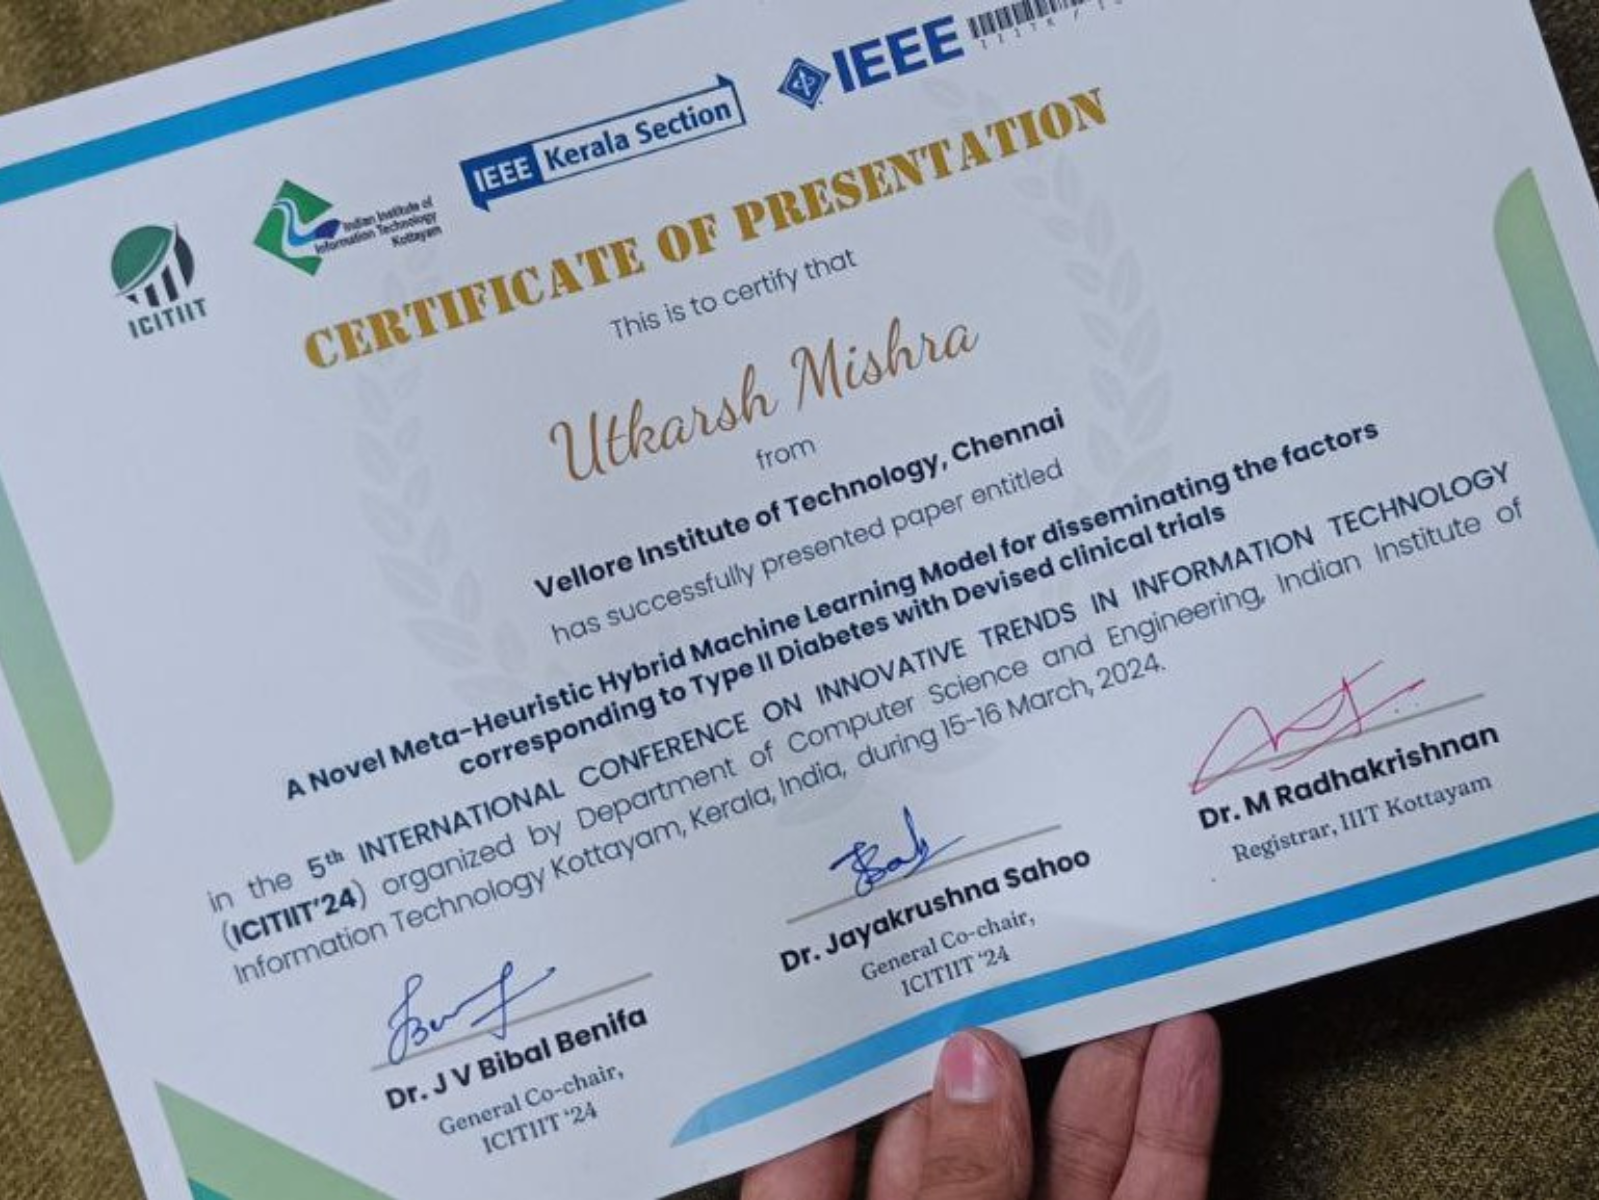 IEEE
IEEE Kerala Section
Indian Institute of
Information Technology
Kottayam
ICITIIT
CERTIFICATE OF PRESENTATION
This is to certify that
Utkarsh Mishra
from
Vellore Institute of Technology, Chennai
has successfully presented paper entitled
A Novel Meta-Heuristic Hybrid Machine Learning Model for disseminating the factors
corresponding to Type II Diabetes with Devised clinical trials
in the 5th INTERNATIONAL CONFERENCE ON INNOVATIVE TRENDS IN INFORMATION TECHNOLOGY
(ICITIIT'24) organized by Department of Computer Science and Engineering, Indian Institute of
Information Technology Kottayam, Kerala, India, during 15-16 March, 2024.
Dr. J V Bibal Benifa
General Co-chair,
ICITIIT '24
Dr. Jayakrushna Sahoo
General Co-chair,
ICITIIT '24
Dr. M Radhakrishnan
Registrar, IIIT Kottayam